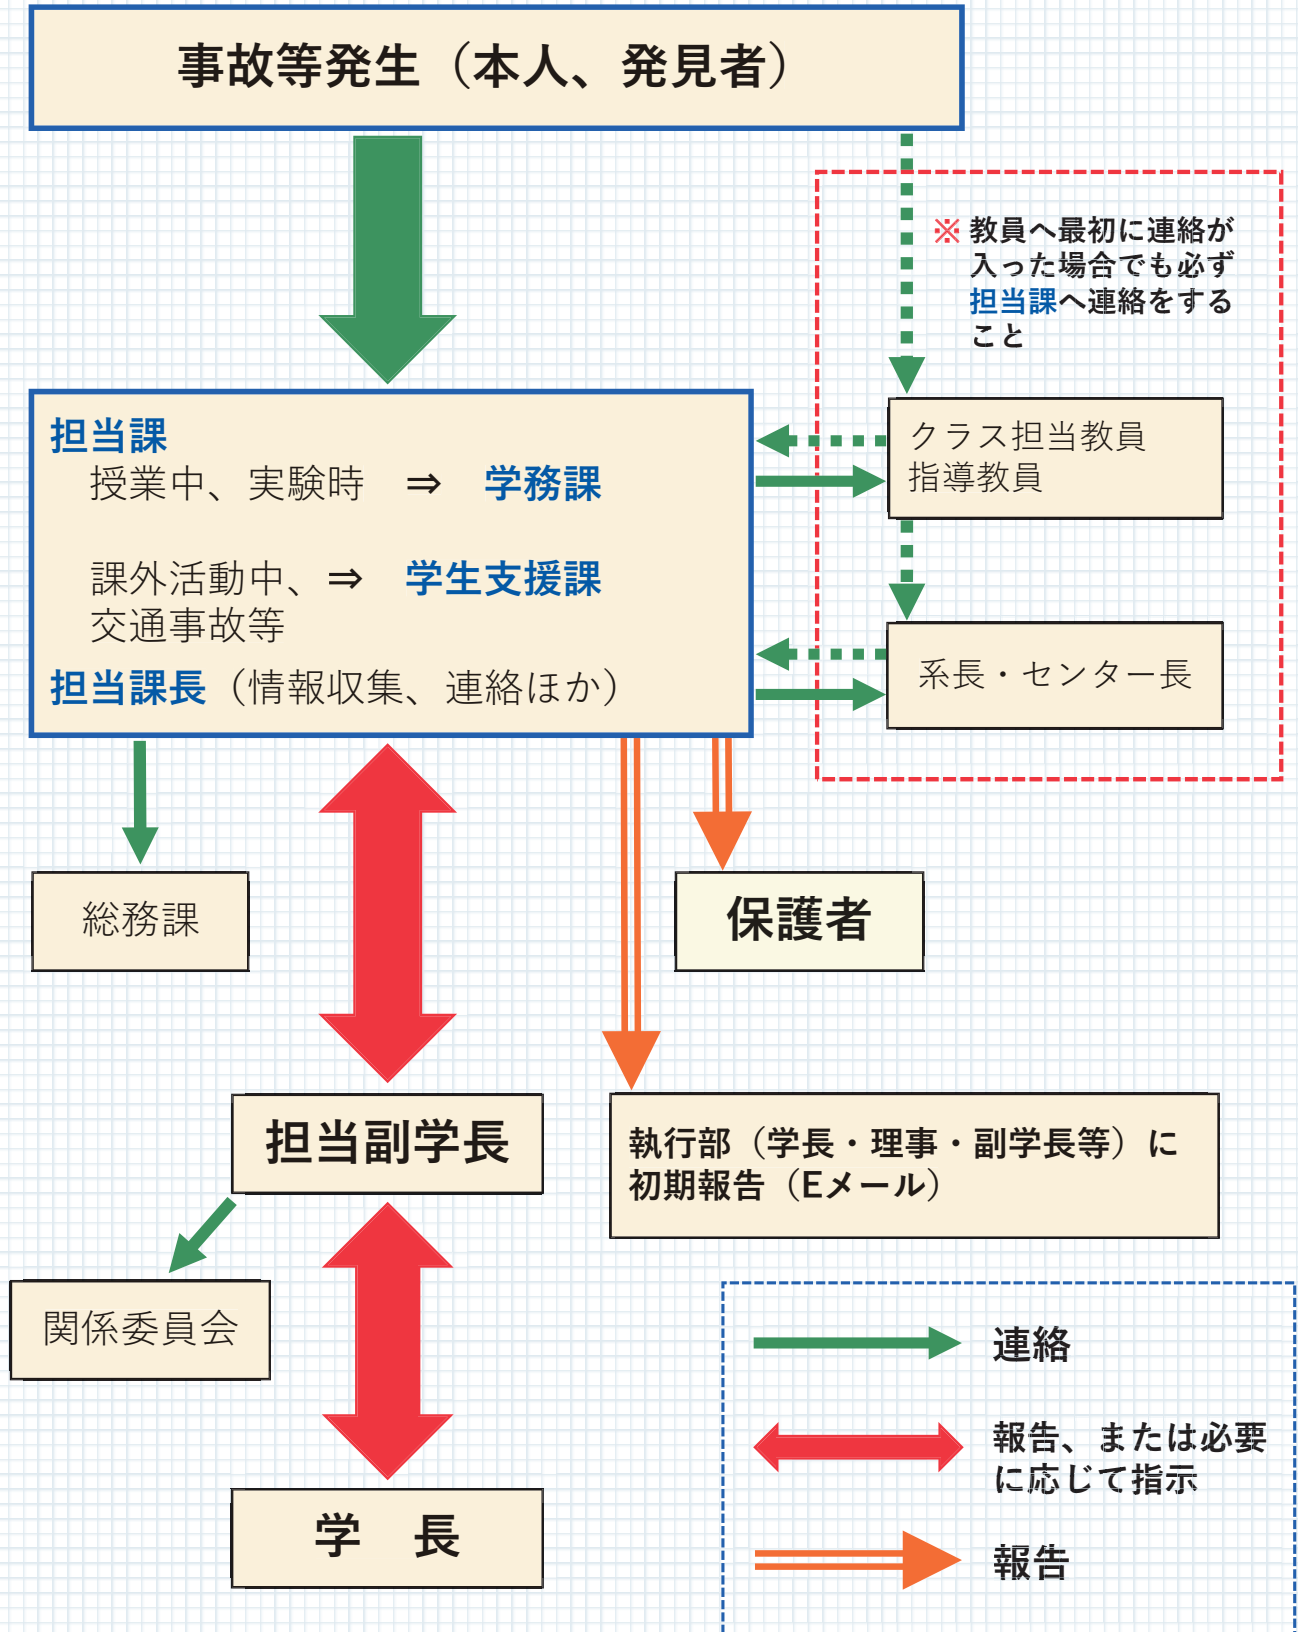 事故等発生（本人、発見者）
※ 教員へ最初に連絡が
入った場合でも必ず
担当課へ連絡をする
こと
担当課
授業中、実験時 ⇒ 学務課
課外活動中、⇒ 学生支援課
交通事故等
担当課長（情報収集、連絡ほか）
クラス担当教員
指導教員
系長・センター長
総務課
保護者
担当副学長
執行部（学長・理事・副学長等）に
初期報告（Eメール）
関係委員会
学　長
連絡
報告、または必要
に応じて指示
報告